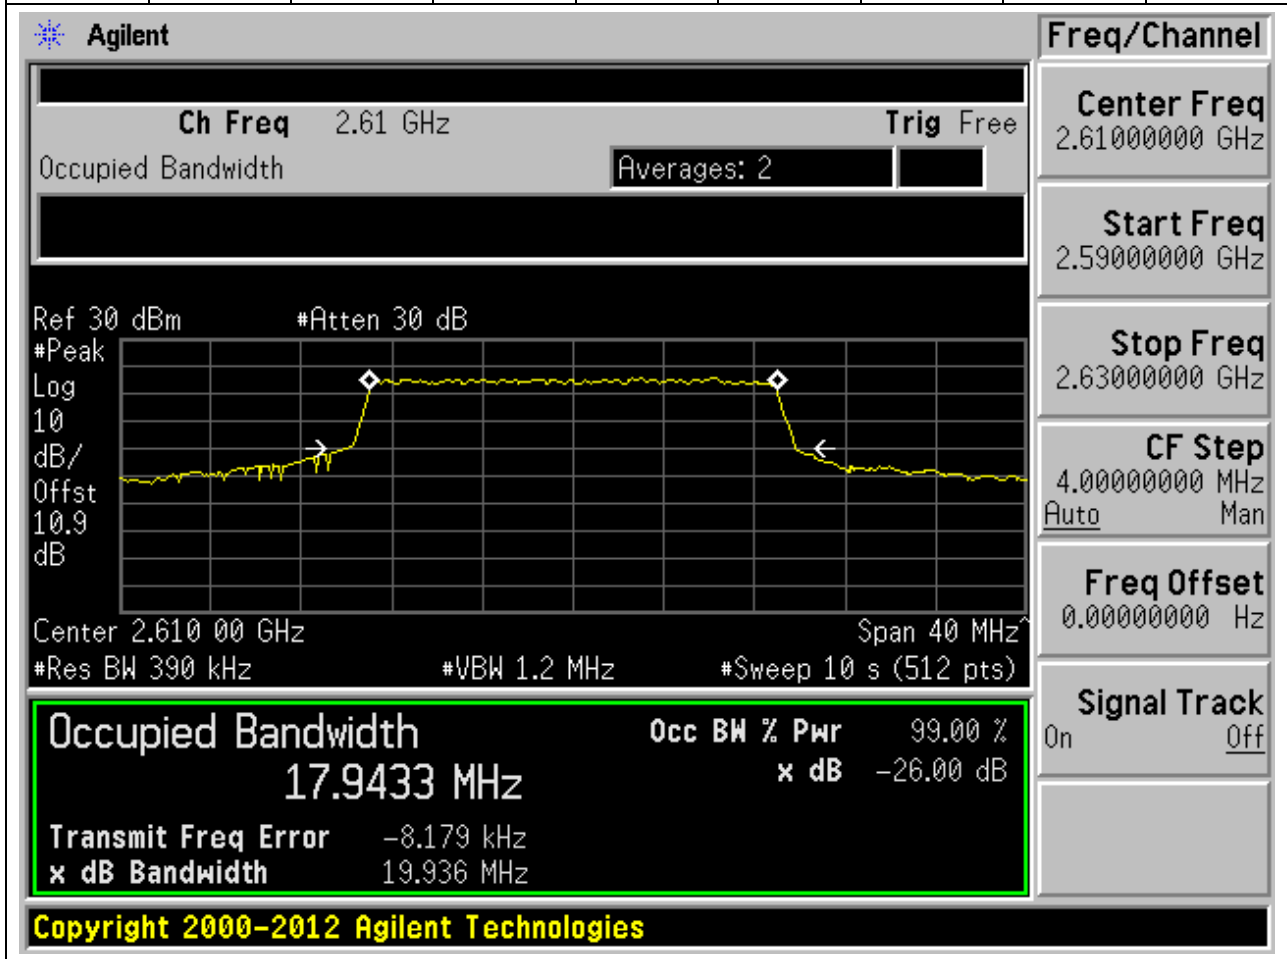 Agilent
Freq/Channel
Ch Freq 2.61 GHz Trig Free
Occupied Bandwidth Averages: 2
Center Freq
2.61000000 GHz
Start Freq
2.59000000 GHz
Stop Freq
2.63000000 GHz
CF Step
4.00000000 MHz
Auto Man
Freq Offset
0.00000000 Hz
Signal Track
On Off
Ref 30 dBm #Atten 30 dB
#Peak
Log
10
dB/
Offst
10.9
dB
Center 2.610 00 GHz Span 40 MHz^
#Res BW 390 kHz #VBW 1.2 MHz #Sweep 10 s (512 pts)
Occupied Bandwidth Occ BW % Pwr 99.00 %
17.9433 MHz x dB -26.00 dB
Transmit Freq Error -8.179 kHz
x dB Bandwidth 19.936 MHz
Copyright 2000-2012 Agilent Technologies